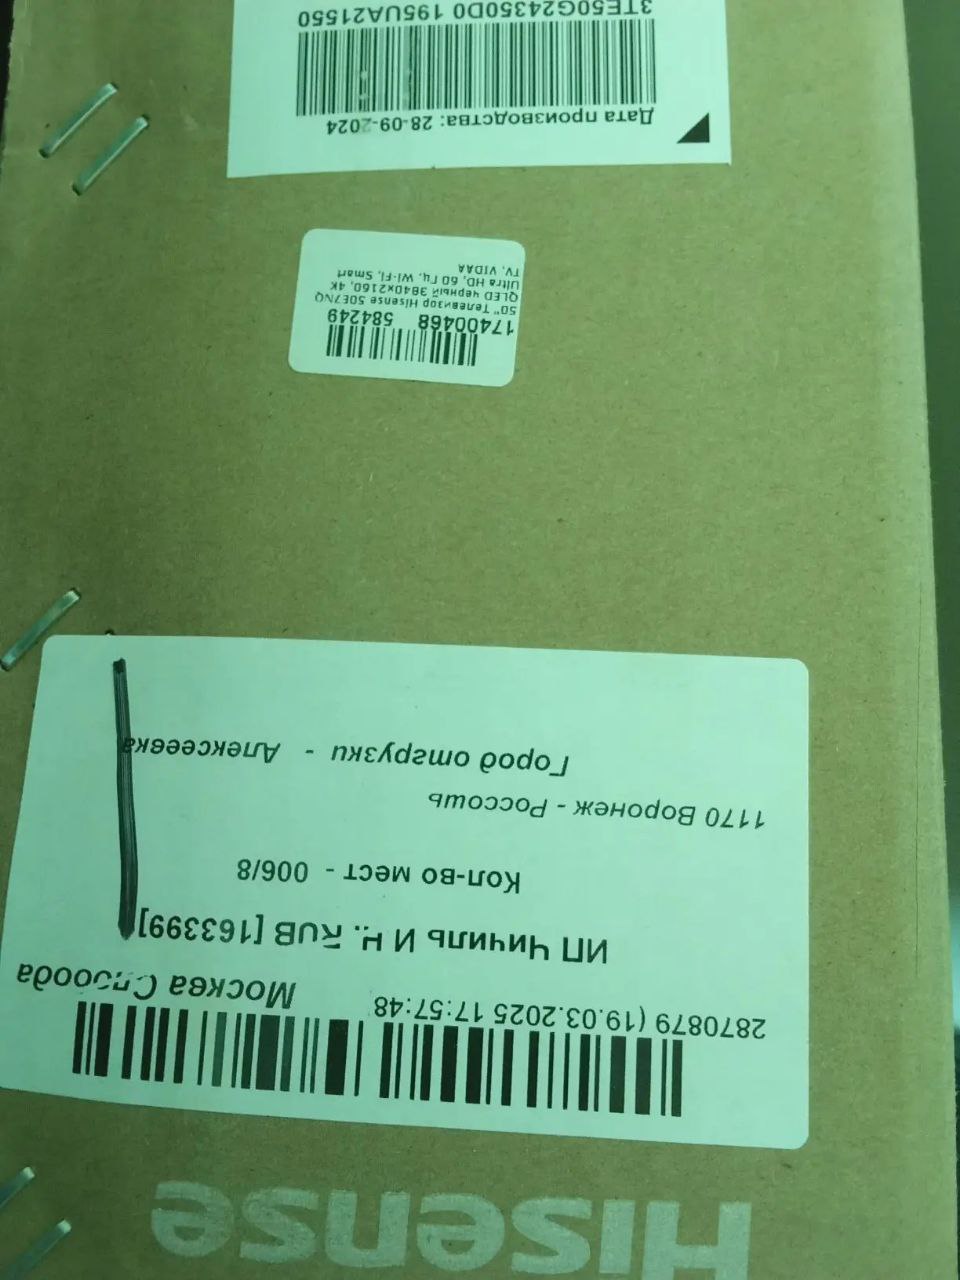 Hisense
2870879 (19.03.2025 17:57:48
Москва Слобода
ИП Чичиль И Н. RUB [163399]
Кол-во мест - 006/8
1170 Воронеж - Россошь
Город отгрузки - Алексеевка
17400468 584249
50" Телевизор Hisense 50E7NQ
QLED черный 3840x2160, 4K
Ultra HD, 60 Гц, Wi-Fi, Smart
TV, VIDAA
Дата производства: 28-09-2024
3TE50G24350D0 195UA21550